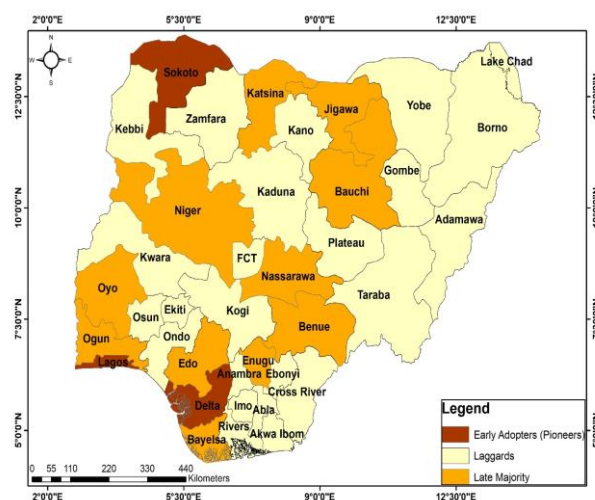 2°0'0"E 5°30'0"E 9°0'0"E 12°30'0"E
N
W E
S
12°30'0"N
10°0'0"N
7°30'0"N
5°0'0"N
Sokoto
Lake Chad
Katsina
Jigawa
Yobe
Zamfara
Kano
Borno
Kebbi
Gombe
Kaduna
Bauchi
Niger
Adamawa
Plateau
Kwara
FCT
Nassarawa
Taraba
Oyo
Kogi
Osun
Ekiti
Benue
Ogun
Ondo
Edo
Enugu
Lagos
Anambra
Ebonyi
Cross River
Delta
Imo
Abia
Rivers
Bayelsa
Akwa Ibom
Legend
Early Adopters (Pioneers)
Laggards
Late Majority
0 55 110 220 330 440
Kilometers
2°0'0"E 5°30'0"E 9°0'0"E 12°30'0"E